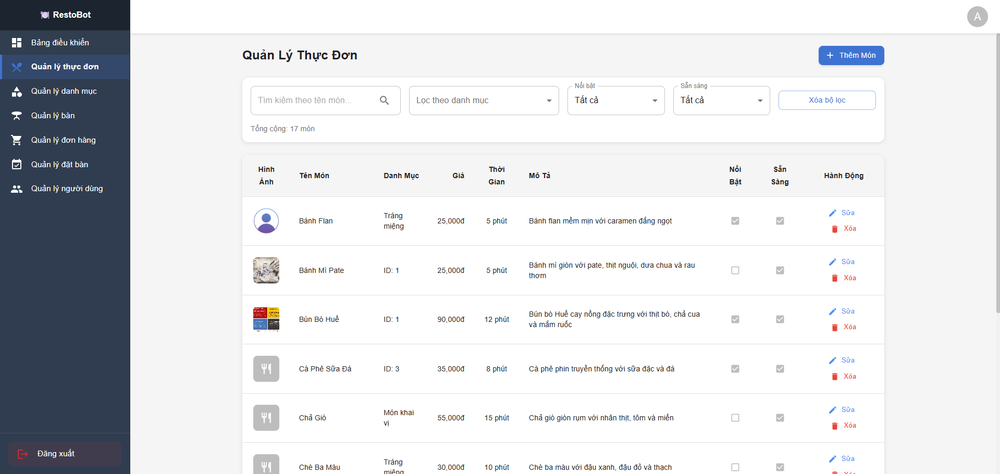 RestoBot
A
Bảng điều khiển
Quản lý thực đơn
Quản lý danh mục
Quản lý bàn
Quản lý đơn hàng
Quản lý đặt bàn
Quản lý người dùng
Đăng xuất
Quản Lý Thực Đơn
Thêm Món
Tìm kiếm theo tên món...
Lọc theo danh mục
Nổi bật
Tất cả
Sẵn sàng
Tất cả
Xóa bộ lọc
Tổng cộng: 17 món
Hình
Ảnh
Tên Món
Danh Mục
Giá
Thời
Gian
Mô Tả
Nổi
Bật
Sẵn
Sàng
Hành Động
Bánh Flan
Tráng
miệng
25,000đ
5 phút
Bánh flan mềm mịn với caramen đắng ngọt
Sửa
Xóa
Bánh Mì Pate
ID: 1
25,000đ
5 phút
Bánh mì giòn với pate, thịt nguội, dưa chua và rau
thơm
Sửa
Xóa
Bún Bò Huế
ID: 1
90,000đ
12 phút
Bún bò Huế cay nồng đặc trưng với thịt bò, chả cua
và mắm ruốc
Sửa
Xóa
Cà Phê Sữa Đá
ID: 3
35,000đ
8 phút
Cà phê phin truyền thống với sữa đặc và đá
Sửa
Xóa
Chả Giò
Món khai
vị
55,000đ
15 phút
Chả giò giòn rụm với nhân thịt, tôm và miến
Sửa
Xóa
Chè Ba Màu
Tráng
miệng
30,000đ
10 phút
Chè ba màu với đậu xanh, đậu đỏ và thạch
Sửa
Xóa